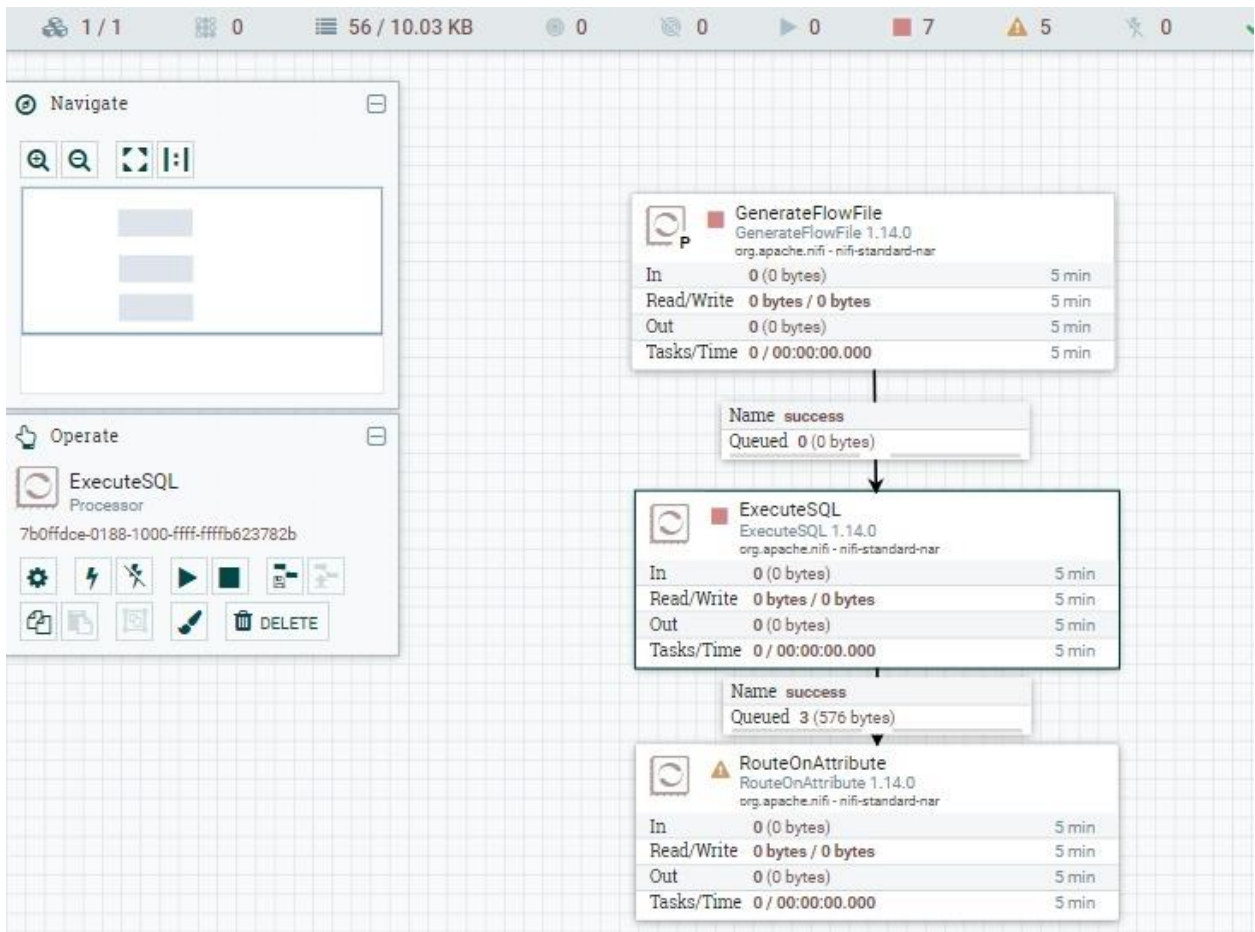 1 / 1 0 56 / 10.03 KB 0 0 0 7 5 0
Navigate
GenerateFlowFile
GenerateFlowFile 1.14.0
org.apache.nifi - nifi-standard-nar
P
In 0 (0 bytes) 5 min
Read/Write 0 bytes / 0 bytes 5 min
Out 0 (0 bytes) 5 min
Tasks/Time 0 / 00:00:00.000 5 min
Name success
Queued 0 (0 bytes)
Operate
ExecuteSQL
Processor
7b0ffdce-0188-1000-ffff-ffffb623782b
DELETE
ExecuteSQL
ExecuteSQL 1.14.0
org.apache.nifi - nifi-standard-nar
In 0 (0 bytes) 5 min
Read/Write 0 bytes / 0 bytes 5 min
Out 0 (0 bytes) 5 min
Tasks/Time 0 / 00:00:00.000 5 min
Name success
Queued 3 (576 bytes)
RouteOnAttribute
RouteOnAttribute 1.14.0
org.apache.nifi - nifi-standard-nar
In 0 (0 bytes) 5 min
Read/Write 0 bytes / 0 bytes 5 min
Out 0 (0 bytes) 5 min
Tasks/Time 0 / 00:00:00.000 5 min